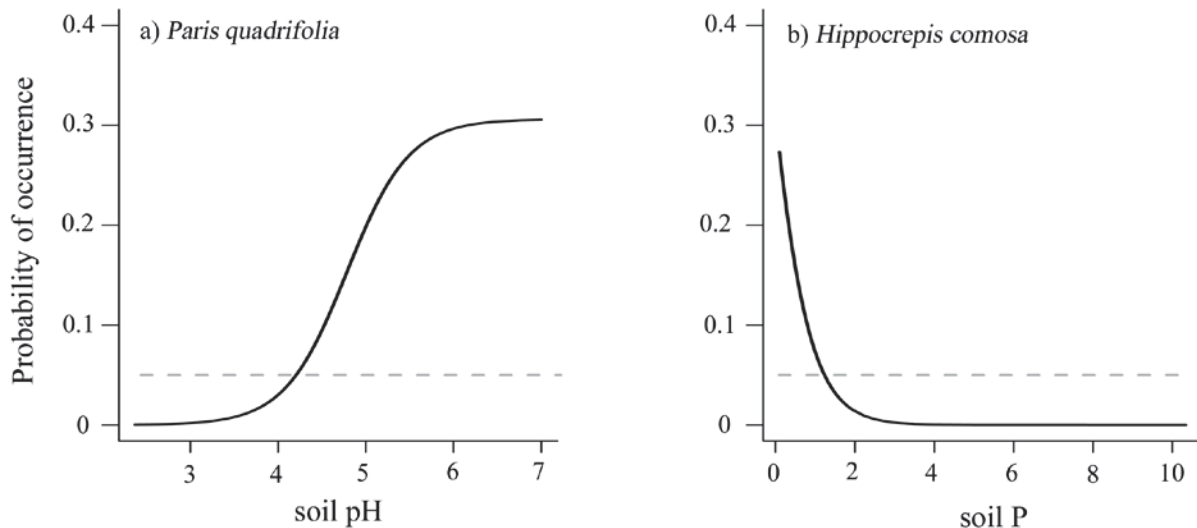 a) Paris quadrifolia
Probability of occurrence
0.4
0.3
0.2
0.1
0
3 4 5 6 7
soil pH
b) Hippocrepis comosa
0.4
0.3
0.2
0.1
0
0 2 4 6 8 10
soil P